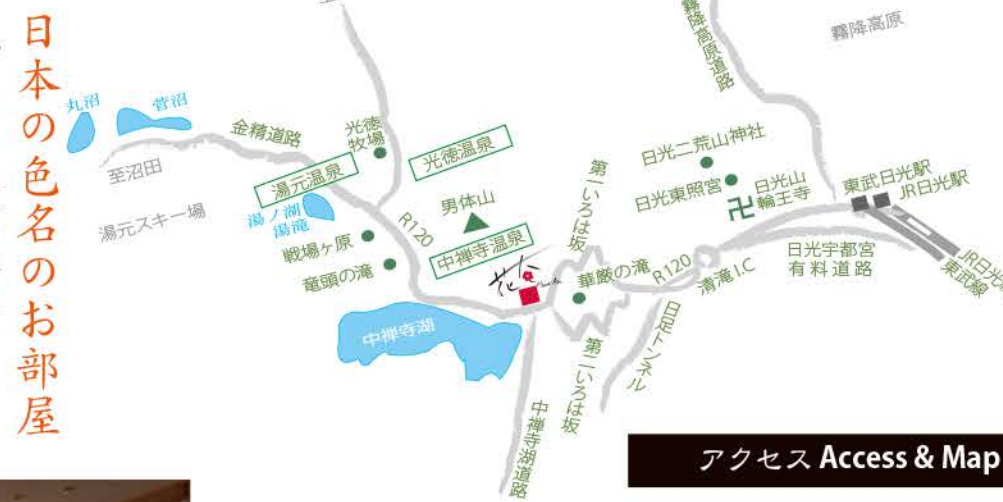 日本の色名のお部屋
丸沼
菅沼
金精道路
至沼田
湯元スキー場
湯元温泉
湯ノ湖
湯滝
光徳
牧場
光徳温泉
男体山
R120
戦場ヶ原
竜頭の滝
中禅寺温泉
中禅寺湖
中禅寺湖道路
第一いろは坂
第二いろは坂
華厳の滝
R120
清滝I.C
日足トンネル
霧降高原道路
霧降高原
日光二荒山神社
日光東照宮
日光山
輪王寺
東武日光駅
JR日光駅
日光宇都宮
有料道路
JR日光
東武線
アクセス Access & Map